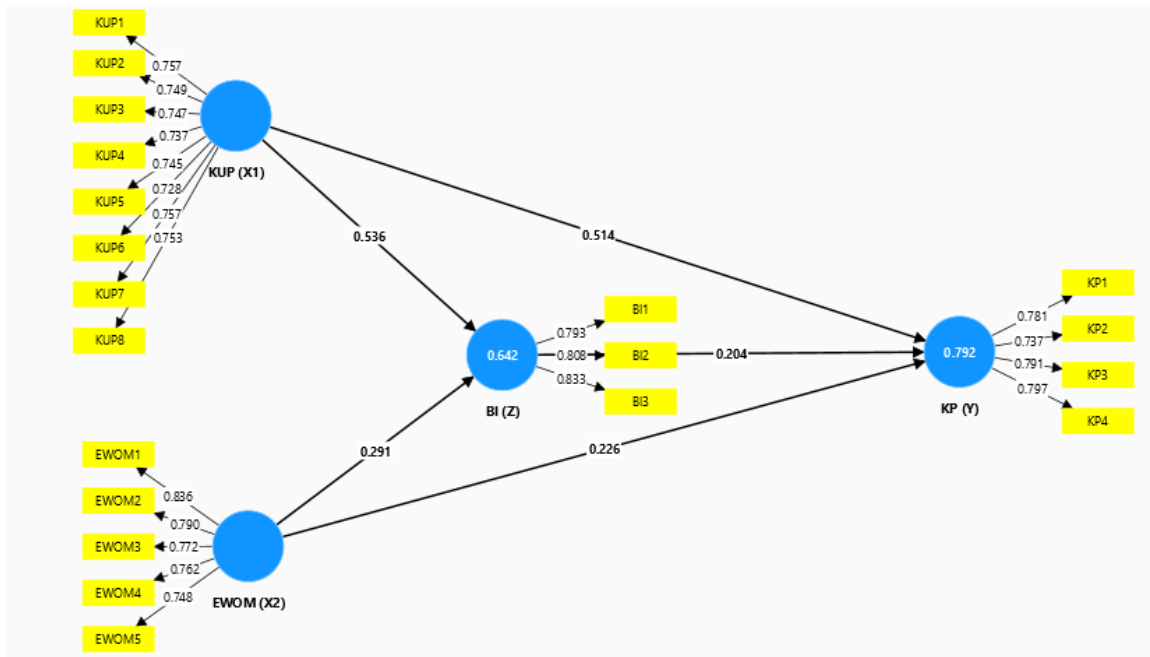 KUP1
KUP2
KUP3
KUP4
KUP5
KUP6
KUP7
KUP8
0.757
0.749
0.747
0.737
0.745
0.728
0.757
0.753
KUP (X1)
0.536
0.514
0.642
BI (Z)
0.793
0.808
0.833
BI1
BI2
BI3
0.204
0.291
0.226
0.792
KP (Y)
0.781
0.737
0.791
0.797
KP1
KP2
KP3
KP4
EWOM1
EWOM2
EWOM3
EWOM4
EWOM5
0.836
0.790
0.772
0.762
0.748
EWOM (X2)